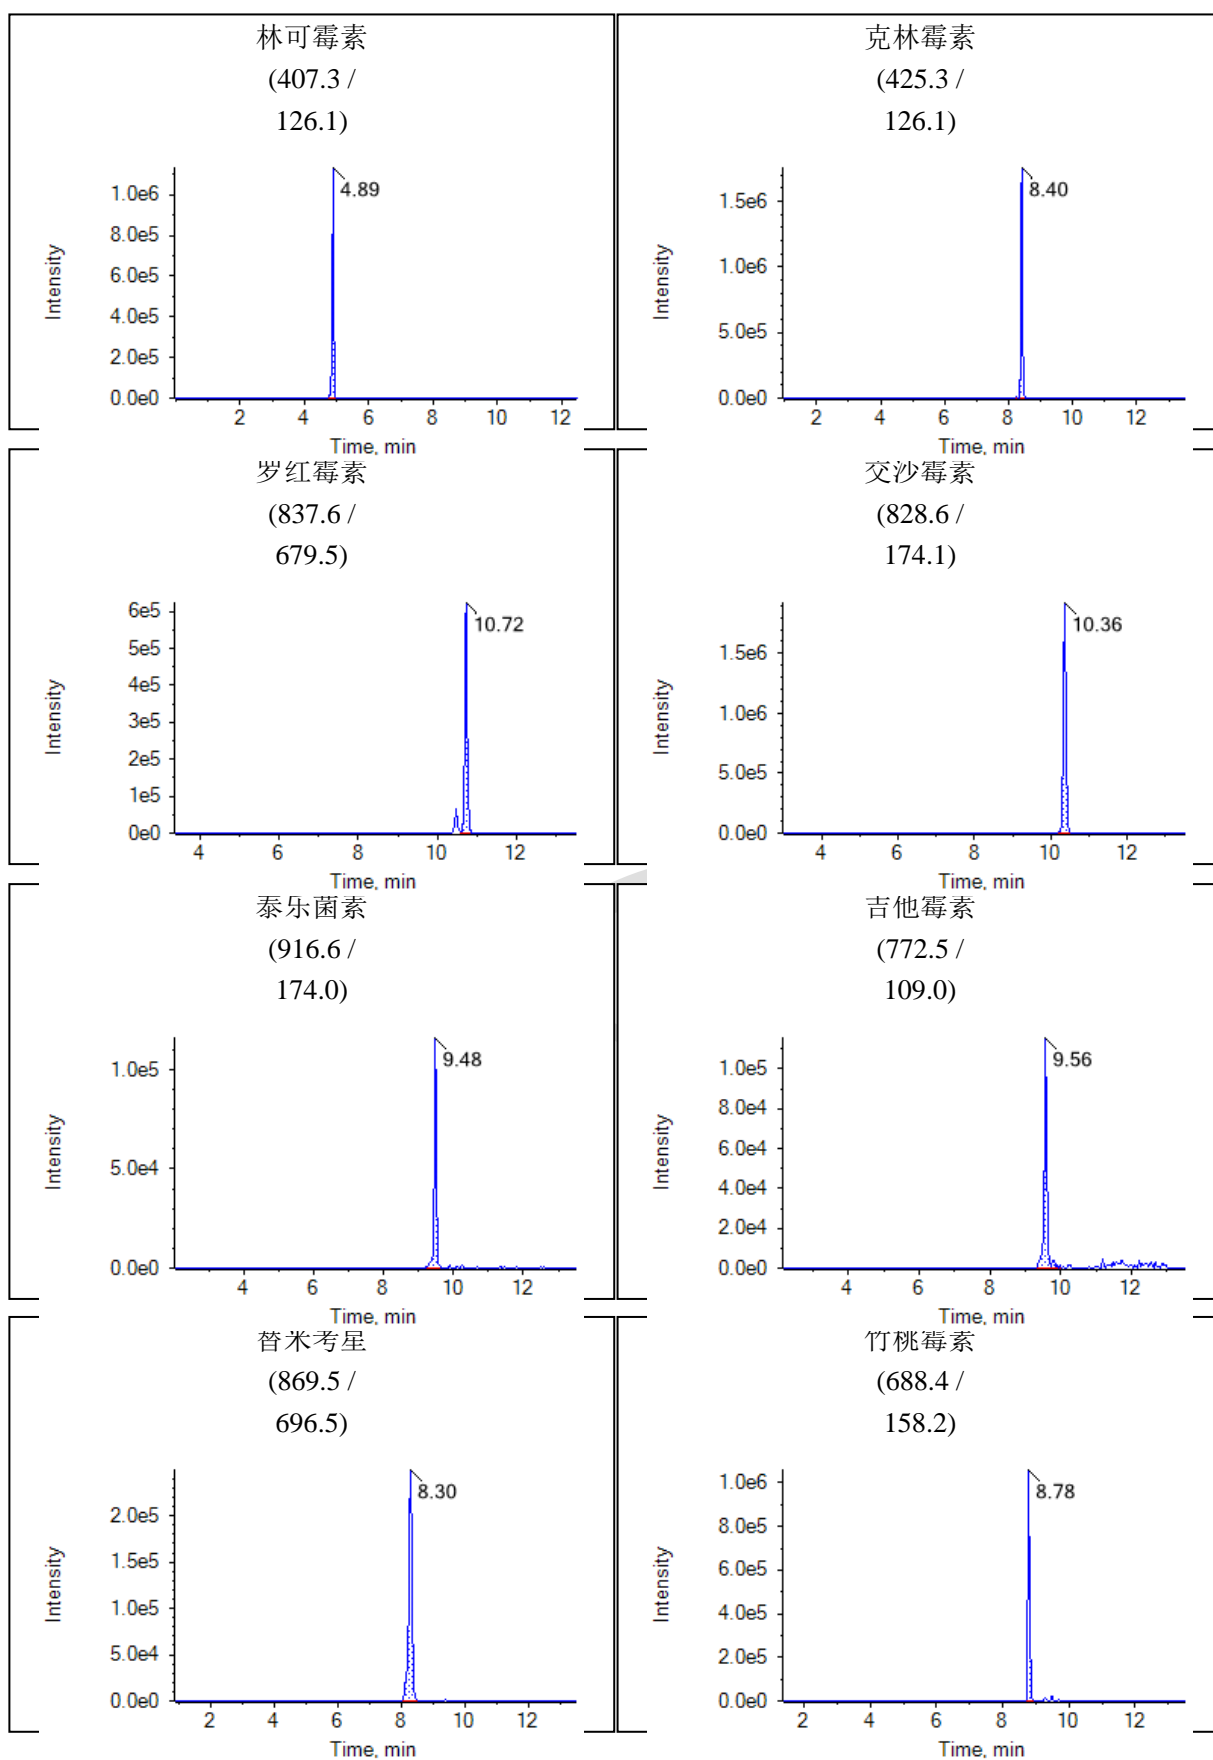 林可霉素
(407.3 /
126.1)
1.0e6
8.0e5
6.0e5
4.0e5
2.0e5
0.0e0
Intensity
4.89
2 4 6 8 10 12
Time, min
克林霉素
(425.3 /
126.1)
1.5e6
1.0e6
5.0e5
0.0e0
Intensity
8.40
2 4 6 8 10 12
Time, min
罗红霉素
(837.6 /
679.5)
6e5
5e5
4e5
3e5
2e5
1e5
0e0
Intensity
10.72
4 6 8 10 12
Time, min
交沙霉素
(828.6 /
174.1)
1.5e6
1.0e6
5.0e5
0.0e0
Intensity
10.36
4 6 8 10 12
Time, min
泰乐菌素
(916.6 /
174.0)
1.0e5
5.0e4
0.0e0
Intensity
9.48
4 6 8 10 12
Time, min
吉他霉素
(772.5 /
109.0)
1.0e5
8.0e4
6.0e4
4.0e4
2.0e4
0.0e0
Intensity
9.56
4 6 8 10 12
Time, min
替米考星
(869.5 /
696.5)
2.0e5
1.5e5
1.0e5
5.0e4
0.0e0
Intensity
8.30
2 4 6 8 10 12
Time, min
竹桃霉素
(688.4 /
158.2)
1.0e6
8.0e5
6.0e5
4.0e5
2.0e5
0.0e0
Intensity
8.78
2 4 6 8 10 12
Time, min